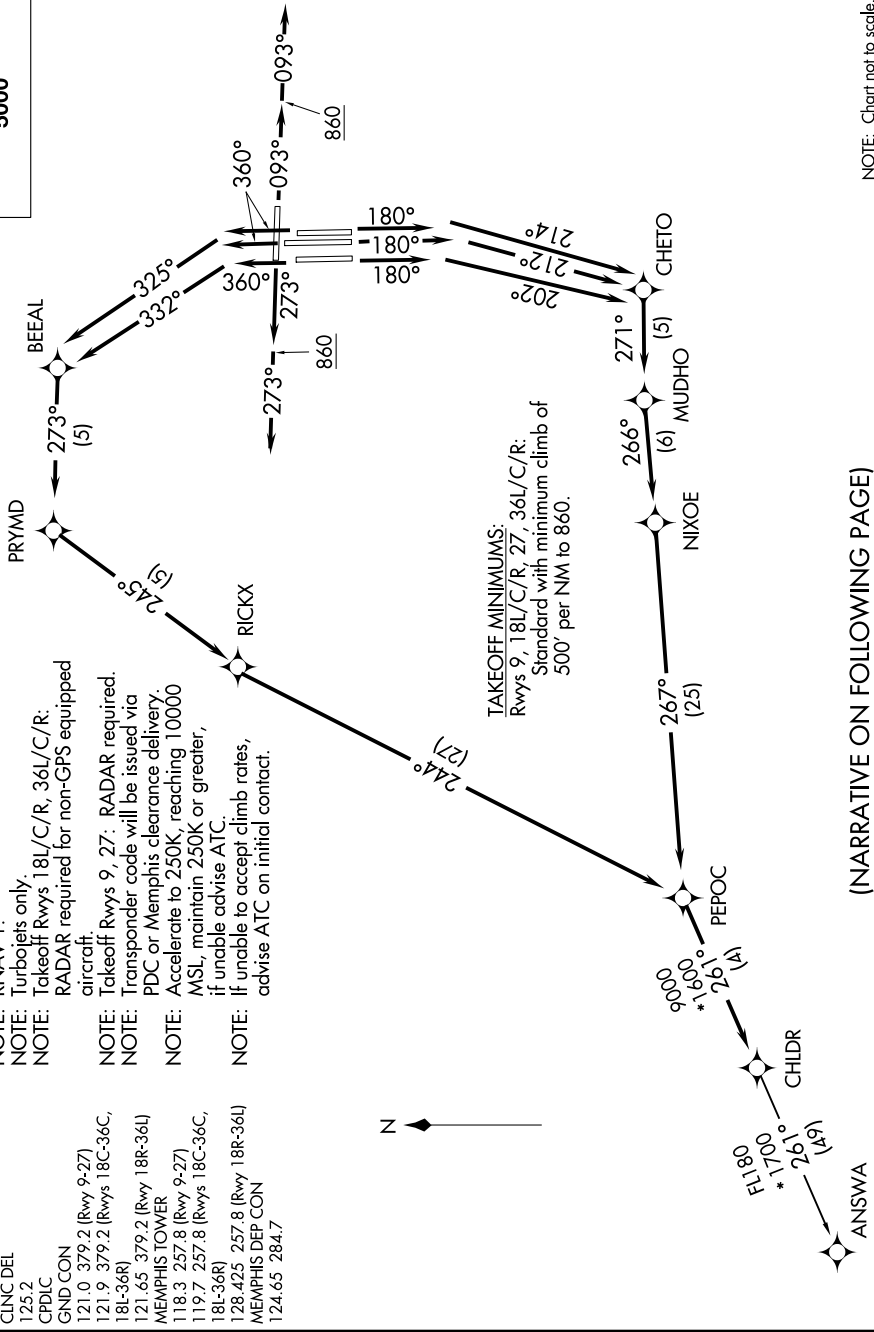 CLNC DEL
125.2
CPDLC
GND CON
121.0 379.2 (Rwy 9-27)
121.9 379.2 (Rwys 18C-36C,
18L-36R)
121.65 379.2 (Rwy 18R-36L)
MEMPHIS TOWER
118.3 257.8 (Rwy 9-27)
119.7 257.8 (Rwys 18C-36C,
18L-36R)
128.425 257.8 (Rwy 18R-36L)
MEMPHIS DEP CON
124.65 284.7
NOTE: RNAV 1.
NOTE: Turbojets only.
NOTE: Takeoff Rwys 18L/C/R, 36L/C/R:
RADAR required for non-GPS equipped
aircraft.
NOTE: Takeoff Rwys 9, 27: RADAR required.
NOTE: Transponder code will be issued via
PDC or Memphis clearance delivery.
NOTE: Accelerate to 250K, reaching 10000
MSL, maintain 250K or greater,
if unable advise ATC.
NOTE: If unable to accept climb rates,
advise ATC on initial contact.
5000
PRYMD
BEEAL
273°
(5)
325°
332°
245°
(5)
RICKX
360°
360°
093°
093°
860
273°
273°
860
180°
180°
180°
214°
212°
202°
CHETO
271°
(5)
MUDHO
266°
(6)
NIXOE
267°
(25)
244°
(27)
PEPOC
9000
*1600
261°
(4)
CHLDR
FL180
*1700
261°
(49)
ANSWA
N
TAKEOFF MINIMUMS:
Rwys 9, 18L/C/R, 27, 36L/C/R:
Standard with minimum climb of
500' per NM to 860.
(NARRATIVE ON FOLLOWING PAGE)
NOTE: Chart not to scale.